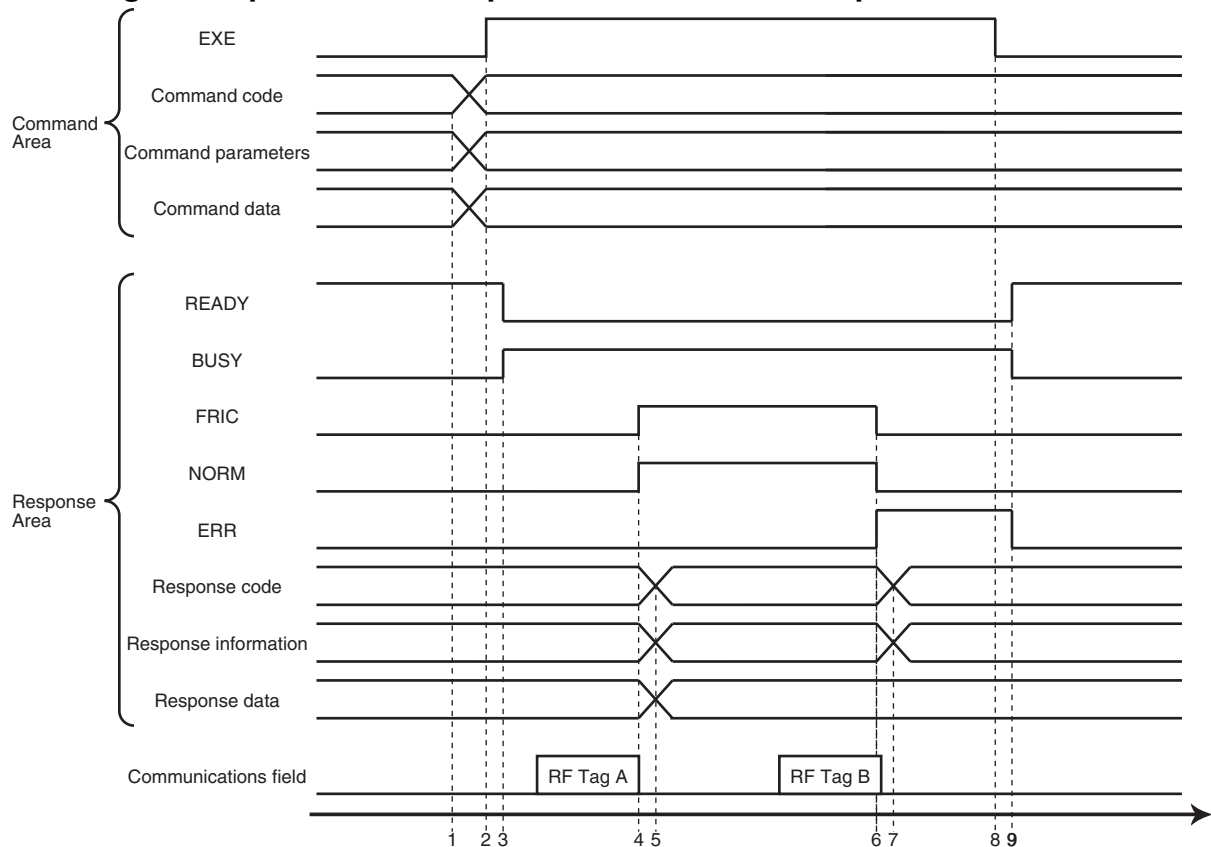 EXE
Command code
Command
Area
Command parameters
Command data
READY
BUSY
FRIC
NORM
Response
Area
ERR
Response code
Response information
Response data
Communications field
RF Tag A
RF Tag B
1 2 3 4 5 6 7 8 9